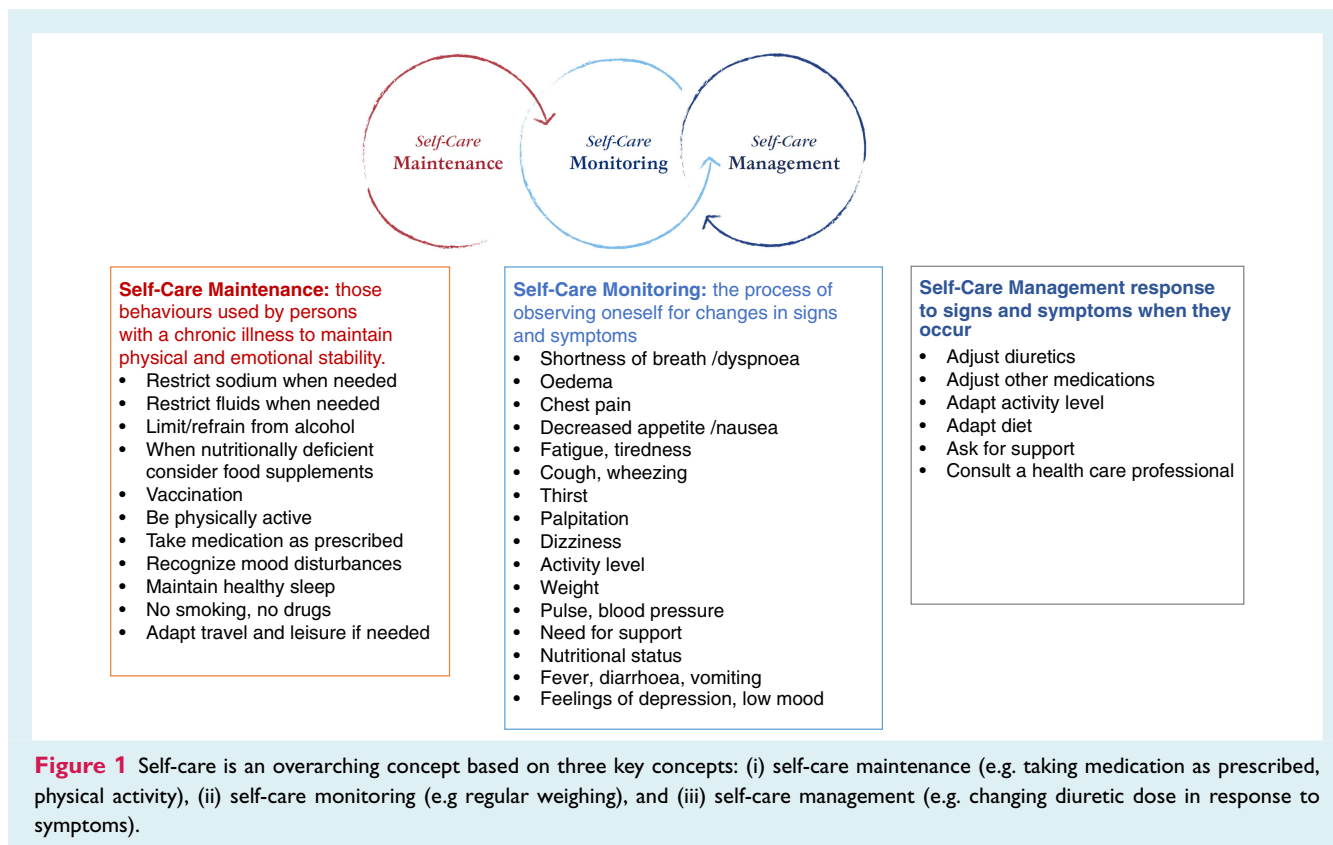 Self-Care
Maintenance
Self-Care
Monitoring
Self-Care
Management
Self-Care Maintenance: those
behaviours used by persons
with a chronic illness to maintain
physical and emotional stability.
• Restrict sodium when needed
• Restrict fluids when needed
• Limit/refrain from alcohol
• When nutritionally deficient
consider food supplements
• Vaccination
• Be physically active
• Take medication as prescribed
• Recognize mood disturbances
• Maintain healthy sleep
• No smoking, no drugs
• Adapt travel and leisure if needed
Self-Care Monitoring: the process of
observing oneself for changes in signs
and symptoms
• Shortness of breath /dyspnoea
• Oedema
• Chest pain
• Decreased appetite /nausea
• Fatigue, tiredness
• Cough, wheezing
• Thirst
• Palpitation
• Dizziness
• Activity level
• Weight
• Pulse, blood pressure
• Need for support
• Nutritional status
• Fever, diarrhoea, vomiting
• Feelings of depression, low mood
Self-Care Management response
to signs and symptoms when they
occur
• Adjust diuretics
• Adjust other medications
• Adapt activity level
• Adapt diet
• Ask for support
• Consult a health care professional
Figure 1 Self-care is an overarching concept based on three key concepts: (i) self-care maintenance (e.g. taking medication as prescribed,
physical activity), (ii) self-care monitoring (e.g regular weighing), and (iii) self-care management (e.g. changing diuretic dose in response to
symptoms).